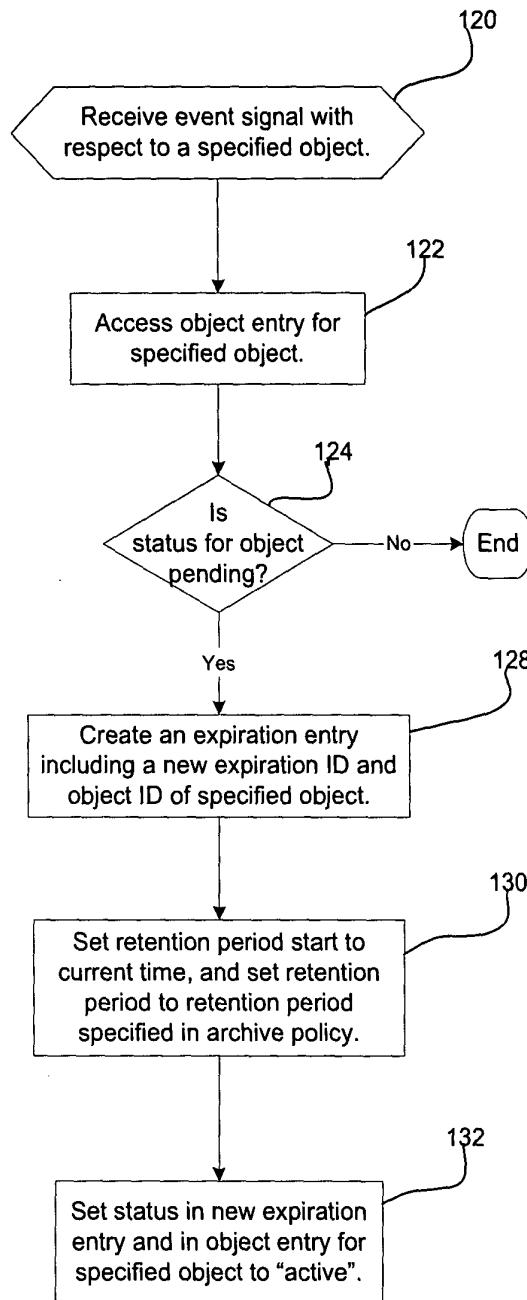 120
Receive event signal with
respect to a specified object.
122
Access object entry for
specified object.
124
Is
status for object
pending?
No
End
Yes
128
Create an expiration entry
including a new expiration ID and
object ID of specified object.
130
Set retention period start to
current time, and set retention
period to retention period
specified in archive policy.
132
Set status in new expiration
entry and in object entry for
specified object to "active".